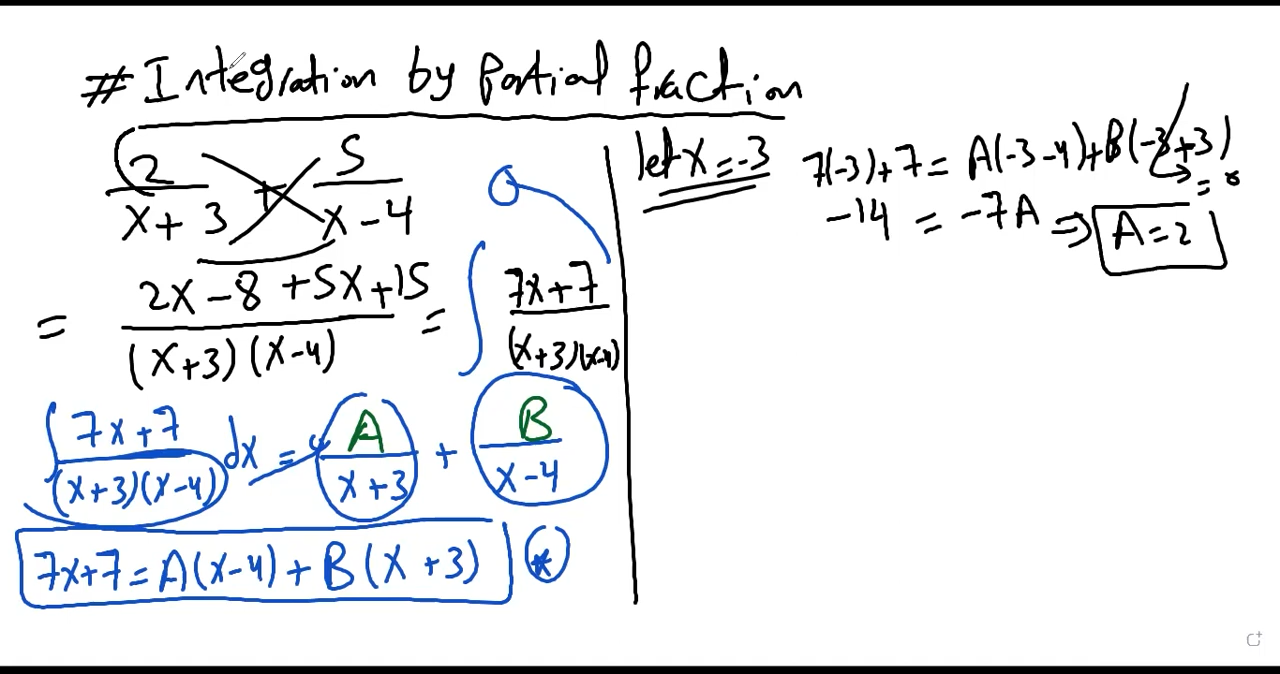 # Integration by Partial fraction
2/(x+3) + 5/(x-4)
= (2x-8+5x+15)/((x+3)(x-4)) = ∫ (7x+7)/((x+3)(x-4))
∫ (7x+7)/((x+3)(x-4)) dx = A/(x+3) + B/(x-4)
7x+7 = A(x-4) + B(x+3) *
let x = -3
7(-3)+7 = A(-3-4)+B(-3+3) = 0
-14 = -7A ⇒ A=2